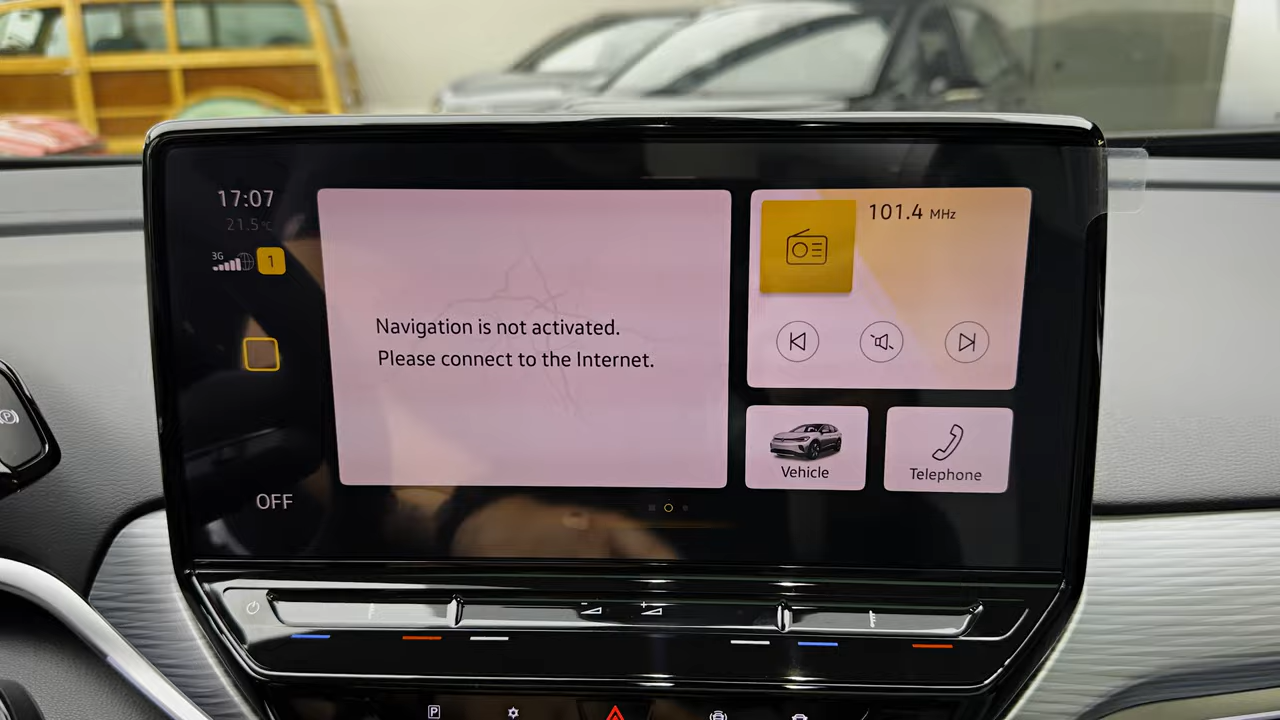 17:07
21.5°C
3G
1
OFF
Navigation is not activated.
Please connect to the Internet.
101.4 MHz
Vehicle
Telephone
P
P